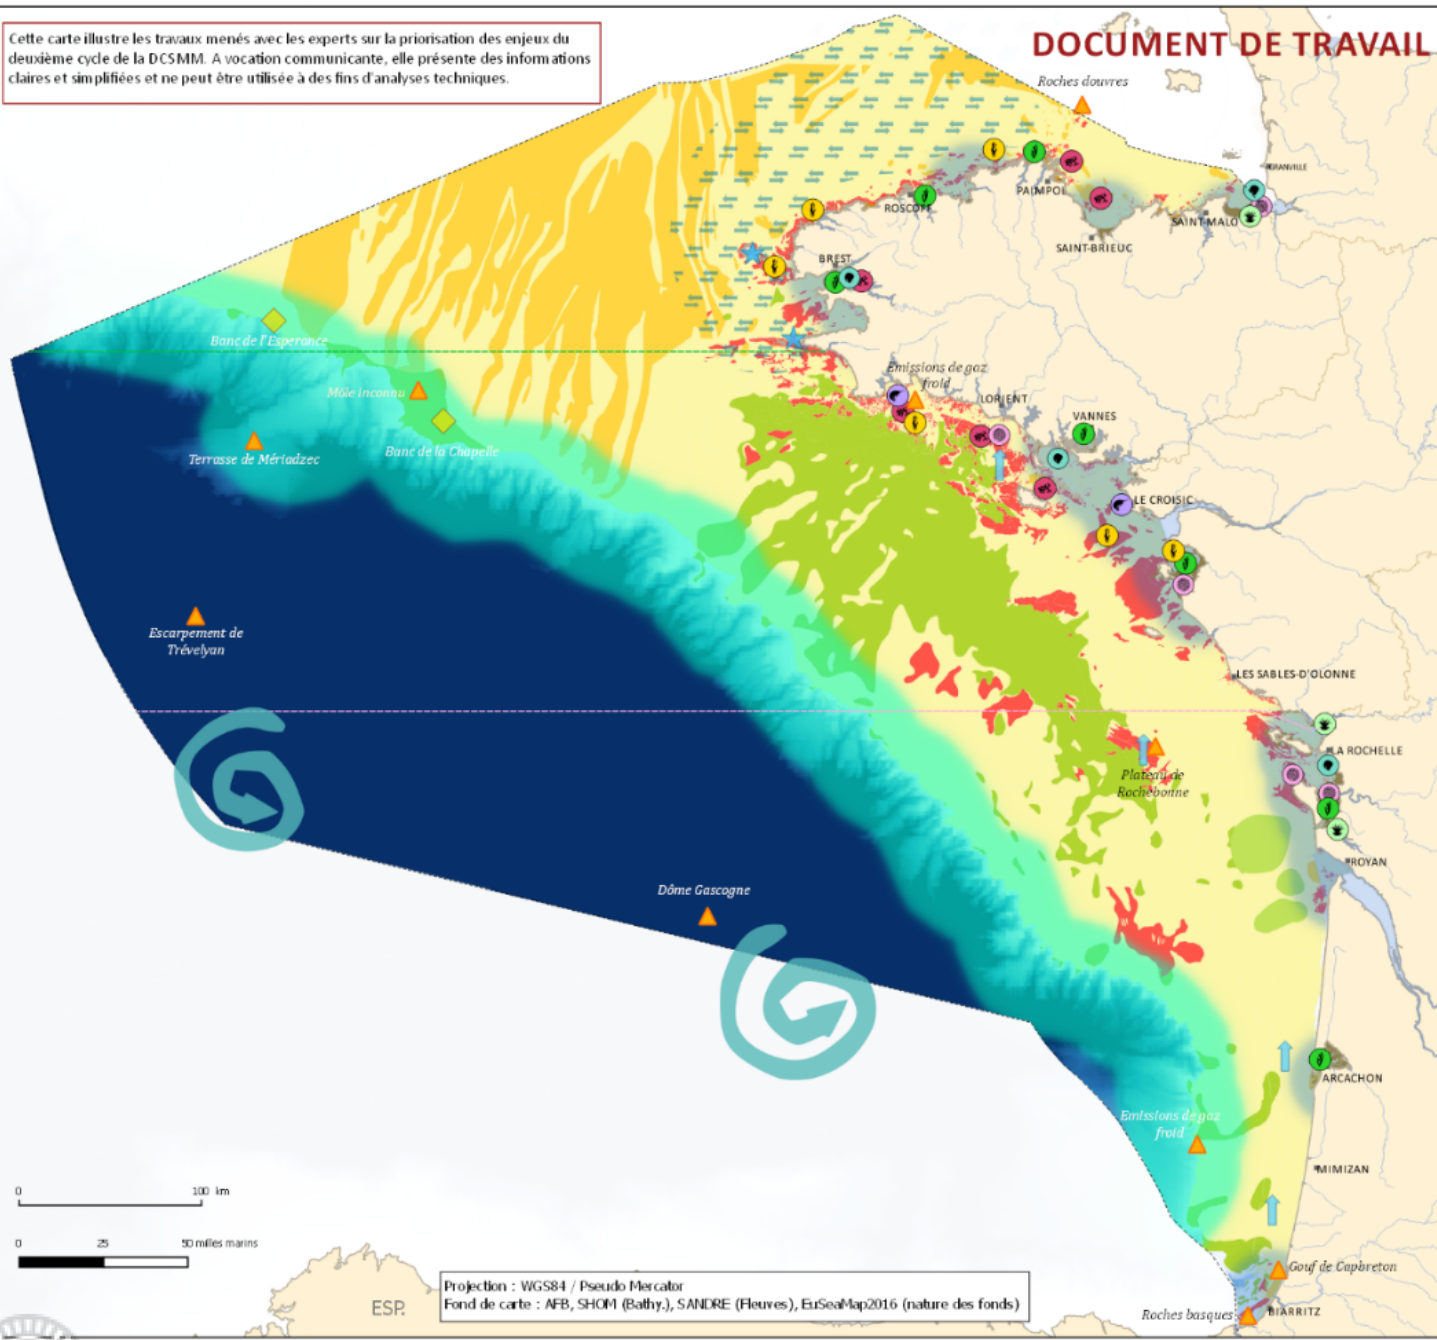 Cette carte illustre les travaux menés avec les experts sur la priorisation des enjeux du
deuxième cycle de la DCSMM. A vocation communicante, elle présente des informations
claires et simplifiées et ne peut être utilisée à des fins d'analyses techniques.
DOCUMENT DE TRAVAIL
Roches douvres
GRANVILLE
PAIMPOL
ROSCOFF
SAINT-MALO
SAINT-BRIEUC
BREST
Banc de l'Esperance
Môle inconnu
Emissions de gaz
froid
LORIENT
VANNES
Terrasse de Mériadzec
Banc de la Chapelle
LE CROISIC
Escarpement de
Trévelyan
LES SABLES-D'OLONNE
LA ROCHELLE
Plateau de
Rochebonne
ROYAN
Dôme Gascogne
ARCACHON
Emissions de gaz
froid
MIMIZAN
0 100 km
0 25 50 milles marins
Gouf de Capbreton
Projection : WGS84 / Pseudo Mercator
Fond de carte : AFB, SHOM (Bathy.), SANDRE (Fleuves), EuSeaMap2016 (nature des fonds)
ESP.
Roches basques
BIARRITZ